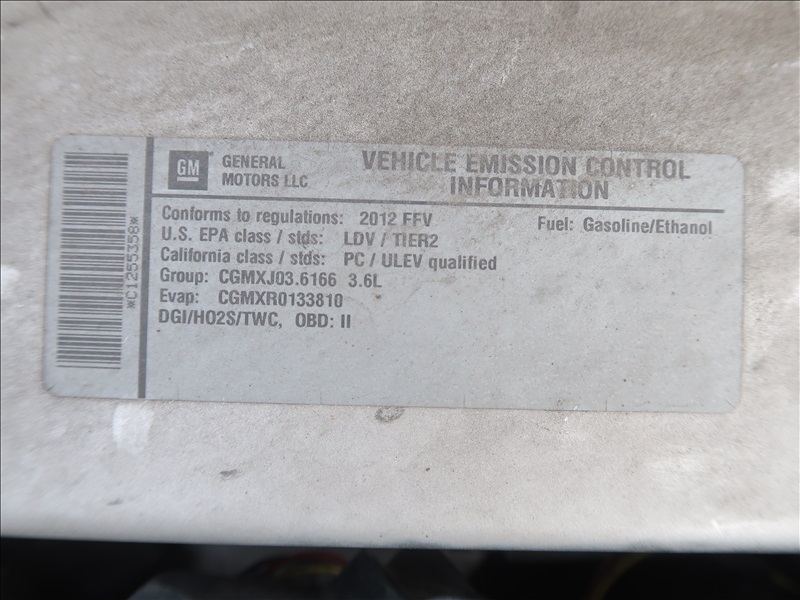 *C1255358*
GM
GENERAL
MOTORS LLC
VEHICLE EMISSION CONTROL
INFORMATION
Conforms to regulations: 2012 FFV
Fuel: Gasoline/Ethanol
U.S. EPA class / stds: LDV / TIER2
California class / stds: PC / ULEV qualified
Group: CGMXJ03.6166 3.6L
Evap: CGMXR0133810
DGI/HO2S/TWC, OBD: II